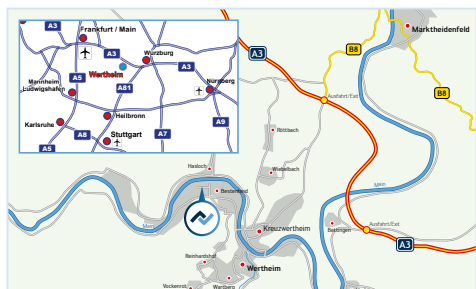 A3
Frankfurt / Main
A3
Würzburg
A3
Wertheim
Mannheim
Ludwigshafen
A5
A81
Nürnberg
Heilbronn
Karlsruhe
A8
Stuttgart
A7
A9
A5
Marktheidenfeld
A3
B8
B8
Ausfahrt/Exit
Röttbach
Hasloch
Wiebelbach
Bestenheid
Main
Main
Kreuzwertheim
Bettingen
Ausfahrt/Exit
A3
Reinhardshof
Wertheim
Vockenrot
Wartberg